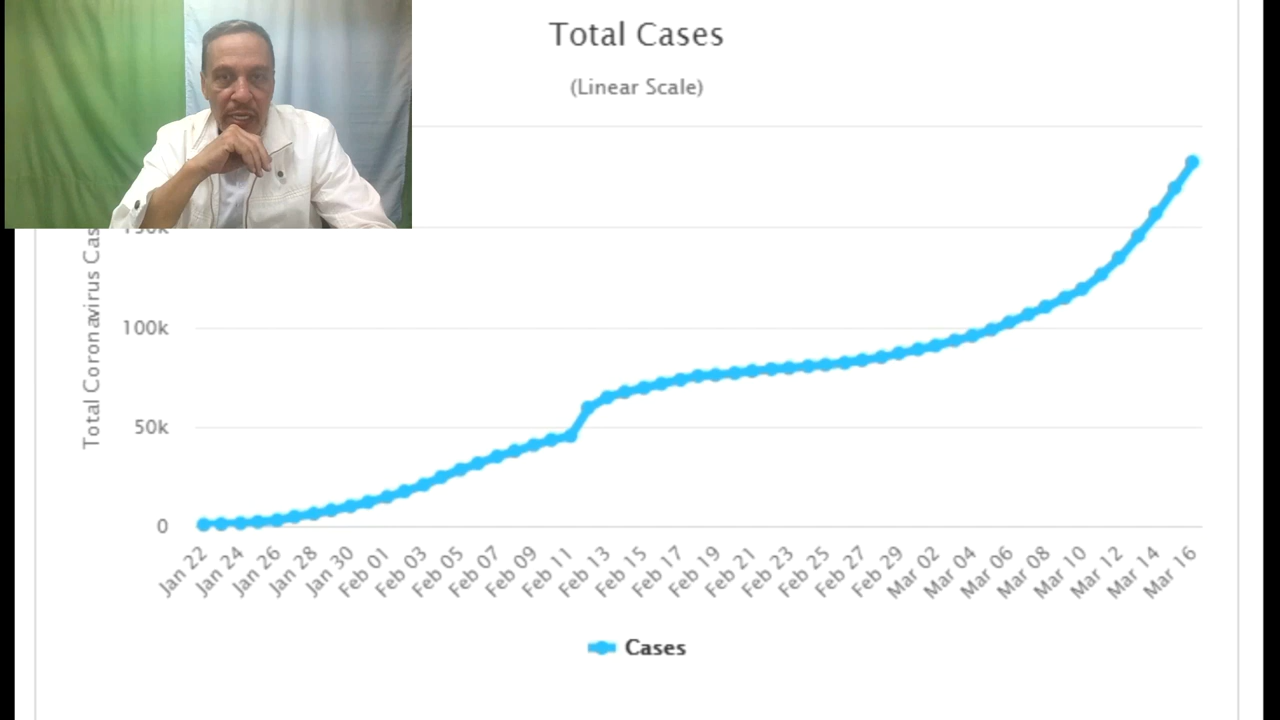 Total Cases
(Linear Scale)
Total Coronavirus Cas
100k
50k
0
Jan 22
Jan 24
Jan 26
Jan 28
Jan 30
Feb 01
Feb 03
Feb 05
Feb 07
Feb 09
Feb 11
Feb 13
Feb 15
Feb 17
Feb 19
Feb 21
Feb 23
Feb 25
Feb 27
Feb 29
Mar 02
Mar 04
Mar 06
Mar 08
Mar 10
Mar 12
Mar 14
Mar 16
Cases